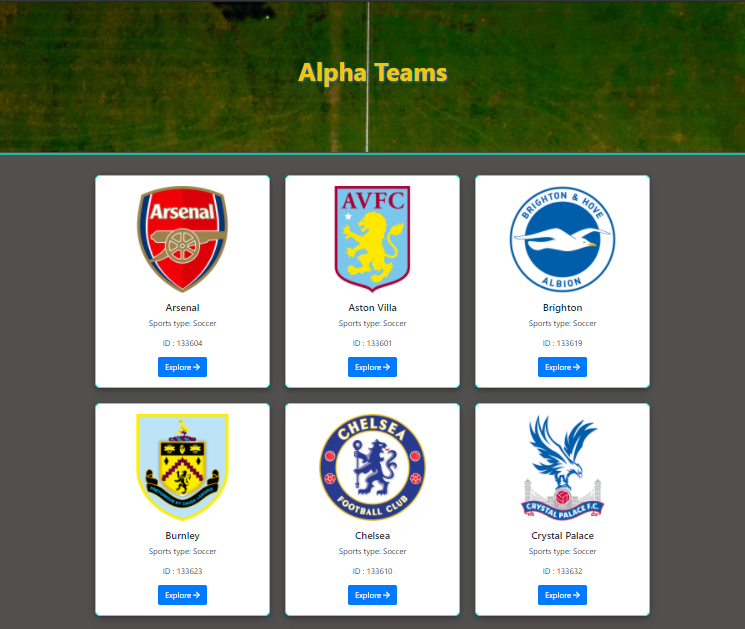 Alpha Teams
Arsenal
Arsenal
Sports type: Soccer
ID : 133604
Explore
AVFC
Aston Villa
Sports type: Soccer
ID : 133601
Explore
BRIGHTON & HOVE
ALBION
Brighton
Sports type: Soccer
ID : 133619
Explore
Burnley
Sports type: Soccer
ID : 133623
Explore
CHELSEA
FOOTBALL CLUB
Chelsea
Sports type: Soccer
ID : 133610
Explore
CRYSTAL PALACE F.C.
Crystal Palace
Sports type: Soccer
ID : 133632
Explore